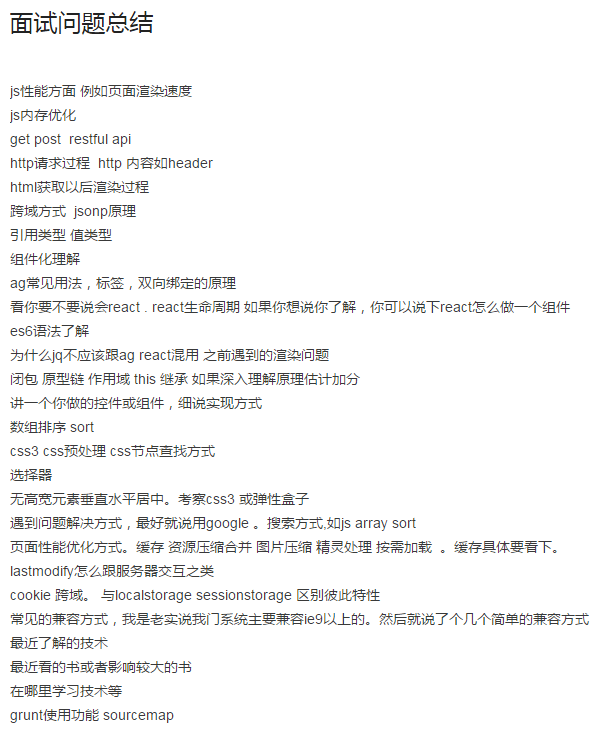 面试问题总结
js性能方面 例如页面渲染速度
js内存优化
get post  restful api
http请求过程  http 内容如header
html获取以后渲染过程
跨域方式  jsonp原理
引用类型 值类型
组件化理解
ag常见用法，标签，双向绑定的原理
看你要不要说会react . react生命周期 如果你想说你了解，你可以说下react怎么做一个组件
es6语法了解
为什么jq不应该跟ag react混用 之前遇到的渲染问题
闭包 原型链 作用域 this 继承 如果深入理解原理估计加分
讲一个你做的控件或组件，细说实现方式
数组排序 sort
css3 css预处理 css节点查找方式
选择器
无高宽元素垂直水平居中。考察css3 或弹性盒子
遇到问题解决方式，最好就说用google 。搜索方式,如js array sort
页面性能优化方式。缓存 资源压缩合并 图片压缩 精灵处理 按需加载  。缓存具体要看下。
lastmodify怎么跟服务器交互之类
cookie 跨域。 与localstorage sessionstorage 区别彼此特性
常见的兼容方式，我是老实说我门系统主要兼容ie9以上的。然后就说了个几个简单的兼容方式
最近了解的技术
最近看的书或者影响较大的书
在哪里学习技术等
grunt使用功能 sourcemap